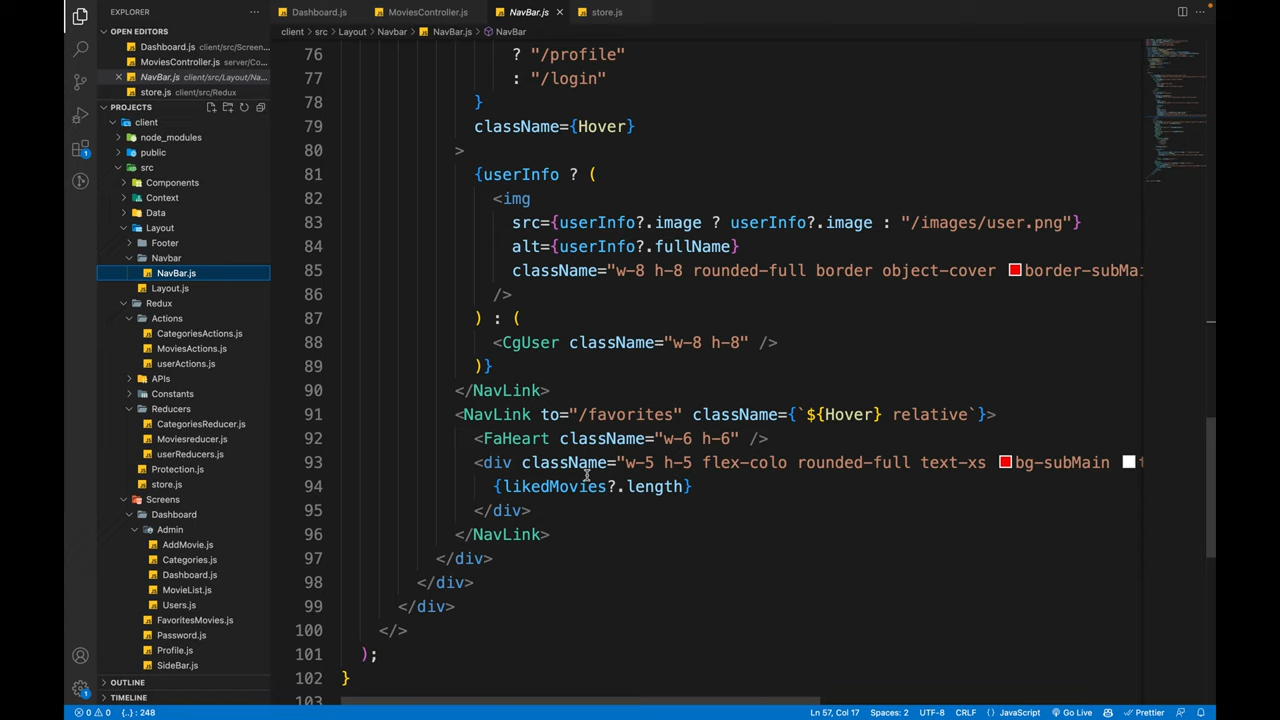 EXPLORER
OPEN EDITORS
Dashboard.js client/src/Screen...
MoviesController.js server/Co...
NavBar.js client/src/Layout/Na...
store.js client/src/Redux
PROJECTS
client
node_modules
public
src
Components
Context
Data
Layout
Footer
Navbar
NavBar.js
Layout.js
Redux
Actions
CategoriesActions.js
MoviesActions.js
userActions.js
APIs
Constants
Reducers
CategoriesReducer.js
Moviesreducer.js
userReducers.js
Protection.js
store.js
Screens
Dashboard
Admin
AddMovie.js
Categories.js
Dashboard.js
MovieList.js
Users.js
FavoritesMovies.js
Password.js
Profile.js
SideBar.js
OUTLINE
TIMELINE
Dashboard.js MoviesController.js NavBar.js store.js
client > src > Layout > Navbar > NavBar.js > NavBar
76 ? "/profile"
77 : "/login"
78 }
79 className={Hover}
80 >
81 {userInfo ? (
82 <img
83 src={userInfo?.image ? userInfo?.image : "/images/user.png"}
84 alt={userInfo?.fullName}
85 className="w-8 h-8 rounded-full border object-cover border-subMai
86 />
87 ) : (
88 <CgUser className="w-8 h-8" />
89 )}
90 </NavLink>
91 <NavLink to="/favorites" className={`${Hover} relative`}>
92 <FaHeart className="w-6 h-6" />
93 <div className="w-5 h-5 flex-colo rounded-full text-xs bg-subMain t
94 {likedMovies?.length}
95 </div>
96 </NavLink>
97 </div>
98 </div>
99 </div>
100 </>
101 );
102 }
103
0 0 {..} : 248 Ln 57, Col 17 Spaces: 2 UTF-8 CRLF {} JavaScript Go Live Prettier